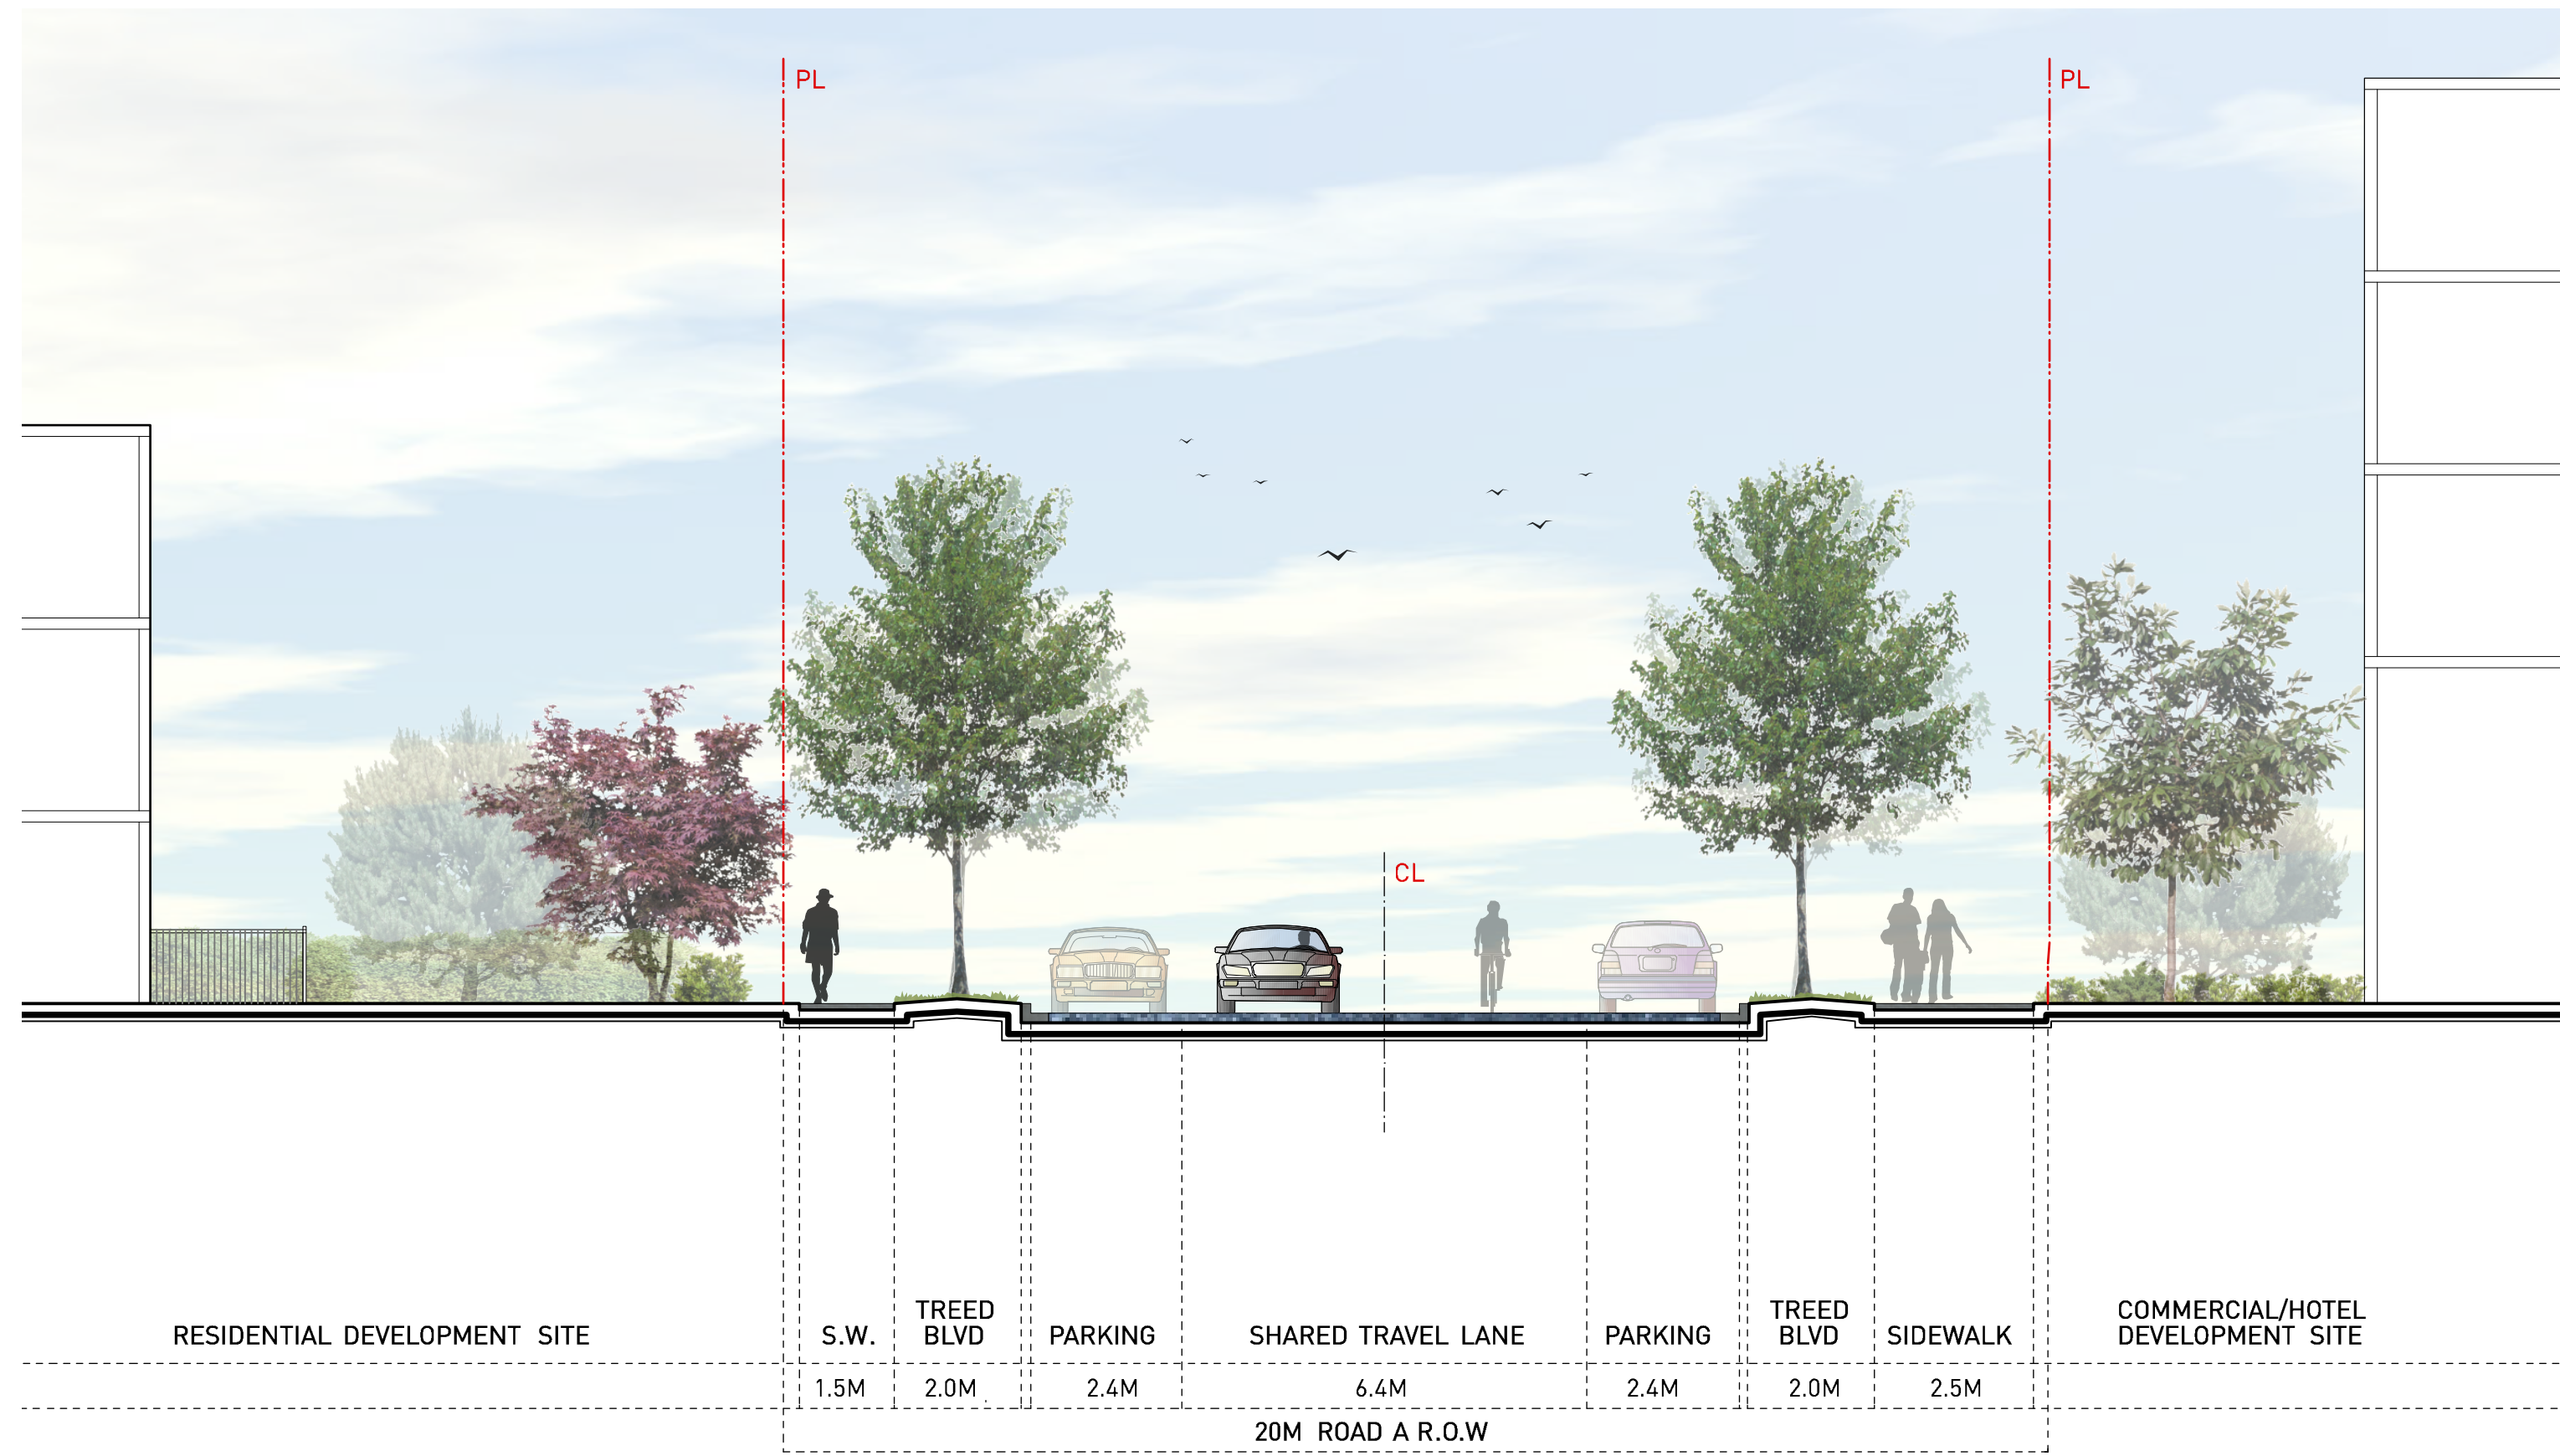 PL
PL
CL
RESIDENTIAL DEVELOPMENT SITE
S.W.
TREED
BLVD
PARKING
SHARED TRAVEL LANE
PARKING
TREED
BLVD
SIDEWALK
COMMERCIAL/HOTEL
DEVELOPMENT SITE
1.5M
2.0M
2.4M
6.4M
2.4M
2.0M
2.5M
20M ROAD A R.O.W